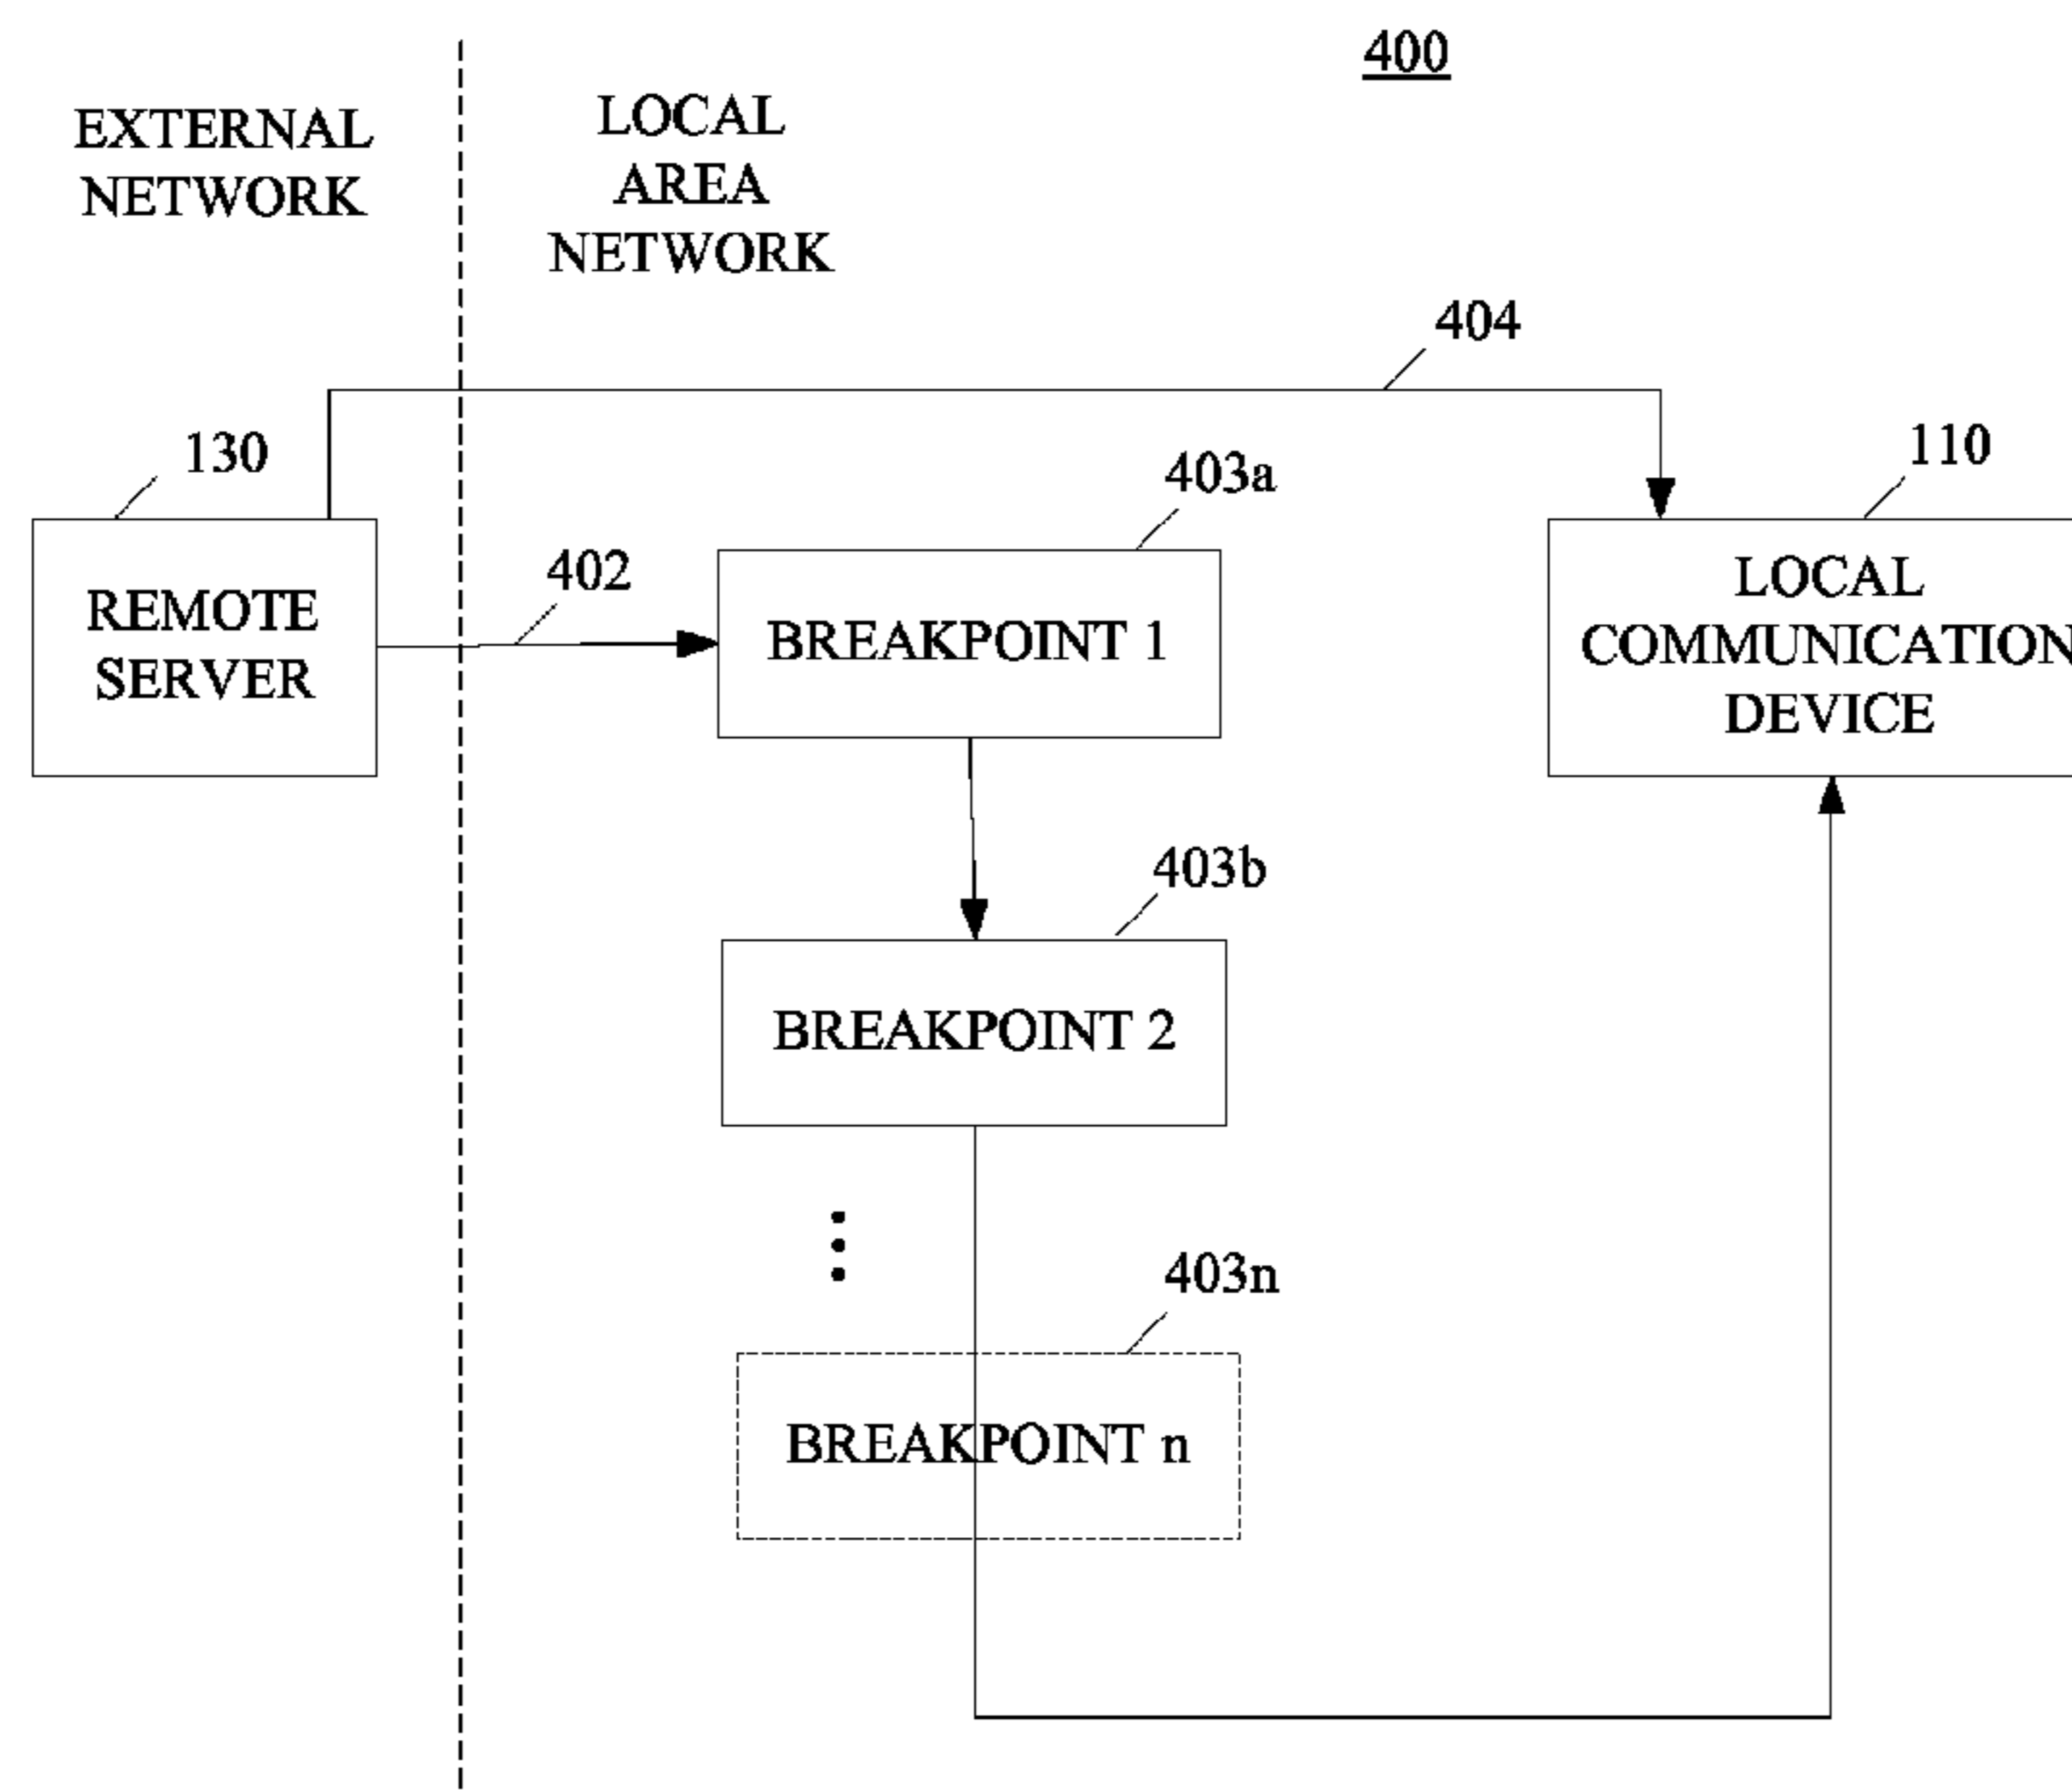 400
EXTERNAL
NETWORK
LOCAL
AREA
NETWORK
404
130
403a
110
402
REMOTE
SERVER
BREAKPOINT 1
LOCAL
COMMUNICATION
DEVICE
403b
BREAKPOINT 2
403n
BREAKPOINT n